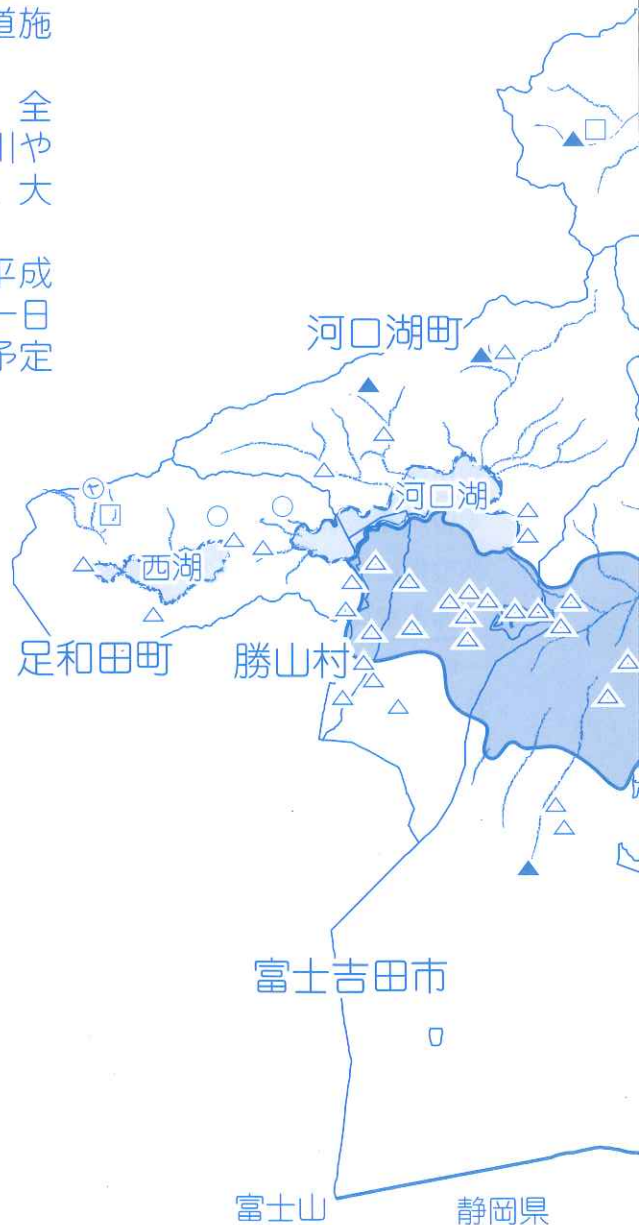 道施
全
川や
大
平成
一日
予定
河口湖町
河口湖
西湖
足和田町
勝山村
富士吉田市
富士山
静岡県